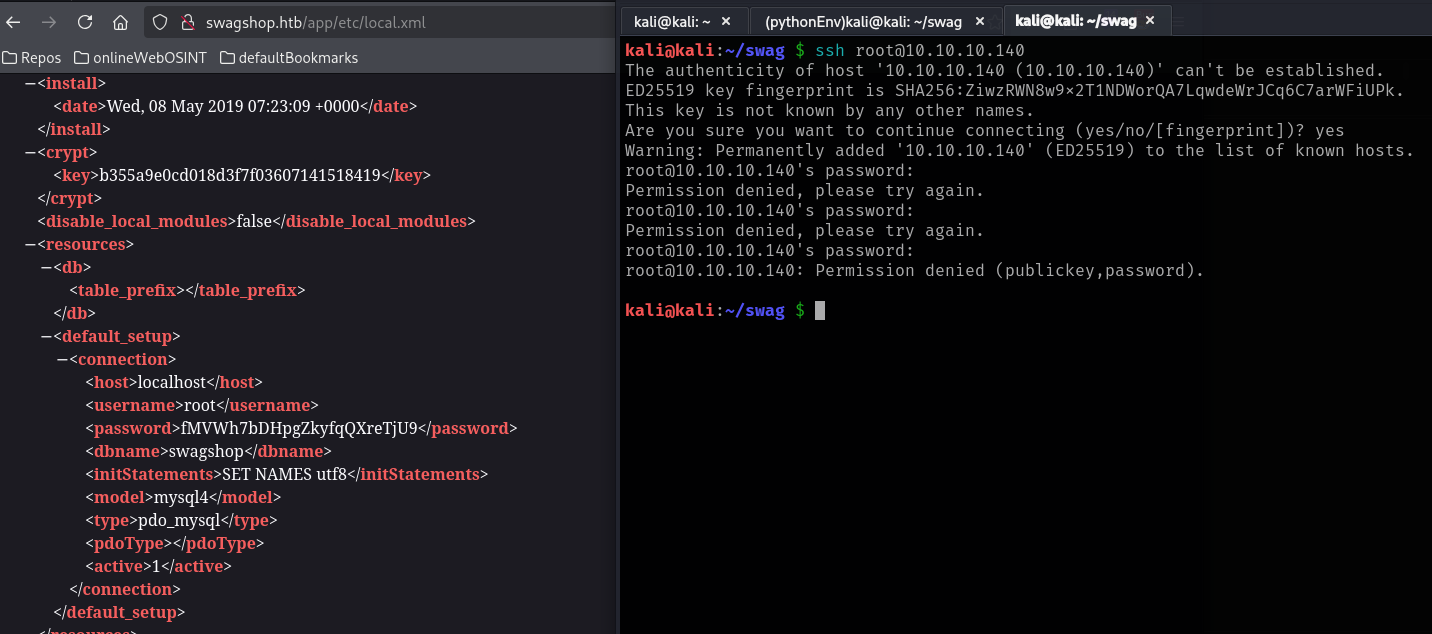 swagshop.htb/app/etc/local.xml
Repos onlineWebOSINT defaultBookmarks
—<install>
<date>Wed, 08 May 2019 07:23:09 +0000</date>
</install>
—<crypt>
<key>b355a9e0cd018d3f7f03607141518419</key>
</crypt>
<disable_local_modules>false</disable_local_modules>
—<resources>
—<db>
<table_prefix></table_prefix>
</db>
—<default_setup>
—<connection>
<host>localhost</host>
<username>root</username>
<password>fMVWh7bDHpgZkyfqQXreTjU9</password>
<dbname>swagshop</dbname>
<initStatements>SET NAMES utf8</initStatements>
<model>mysql4</model>
<type>pdo_mysql</type>
<pdoType></pdoType>
<active>1</active>
</connection>
</default_setup>
</resources>
kali@kali: ~ × (pythonEnv)kali@kali: ~/swag × kali@kali: ~/swag ×
kali@kali:~/swag $ ssh root@10.10.10.140
The authenticity of host '10.10.10.140 (10.10.10.140)' can't be established.
ED25519 key fingerprint is SHA256:ZiwzRWN8w9×2T1NDWorQA7LqwdeWrJCq6C7arWFiUPk.
This key is not known by any other names.
Are you sure you want to continue connecting (yes/no/[fingerprint])? yes
Warning: Permanently added '10.10.10.140' (ED25519) to the list of known hosts.
root@10.10.10.140's password:
Permission denied, please try again.
root@10.10.10.140's password:
Permission denied, please try again.
root@10.10.10.140's password:
root@10.10.10.140: Permission denied (publickey,password).
kali@kali:~/swag $